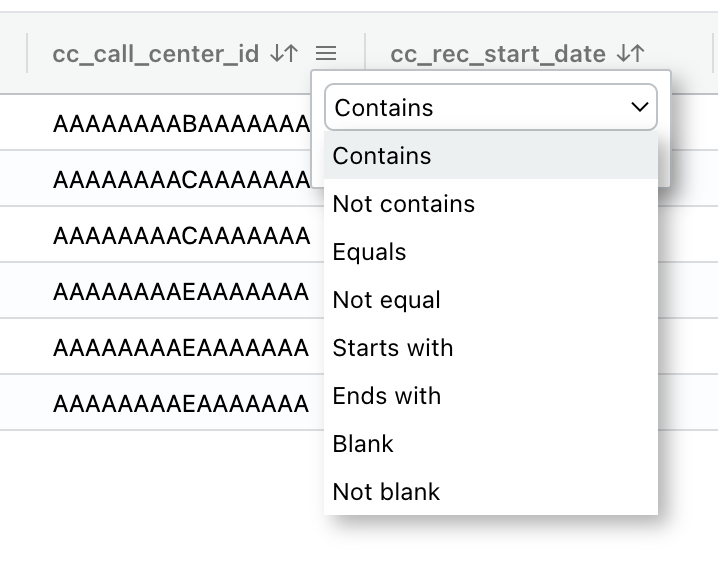 cc_call_center_id cc_rec_start_date
Contains
AAAAAAAABAAAAAAA
Contains
AAAAAAAACAAAAAAA
Not contains
AAAAAAAACAAAAAAA
Equals
AAAAAAAAEAAAAAAA
Not equal
AAAAAAAAEAAAAAAA
Starts with
AAAAAAAAEAAAAAAA
Ends with
Blank
Not blank